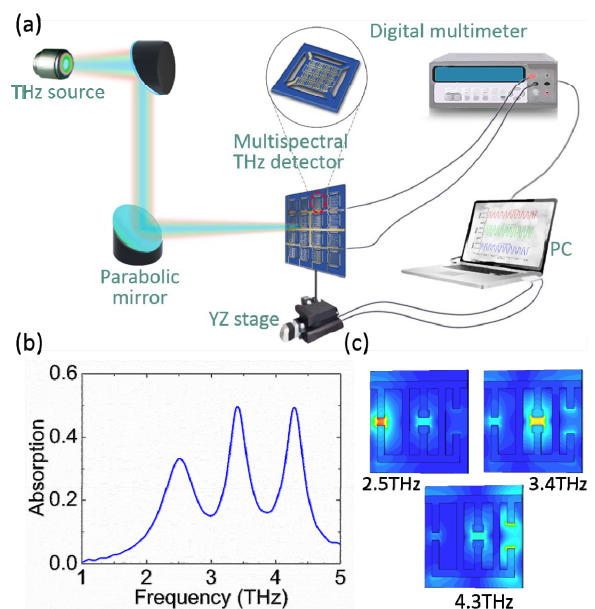 (a)
Digital multimeter
THz source
Multispectral
THz detector
PC
Parabolic
mirror
YZ stage
(b)
(c)
0.6
0.4
0.2
0.0
Absorption
1
2
3
4
5
Frequency (THz)
2.5THz
3.4THz
4.3THz